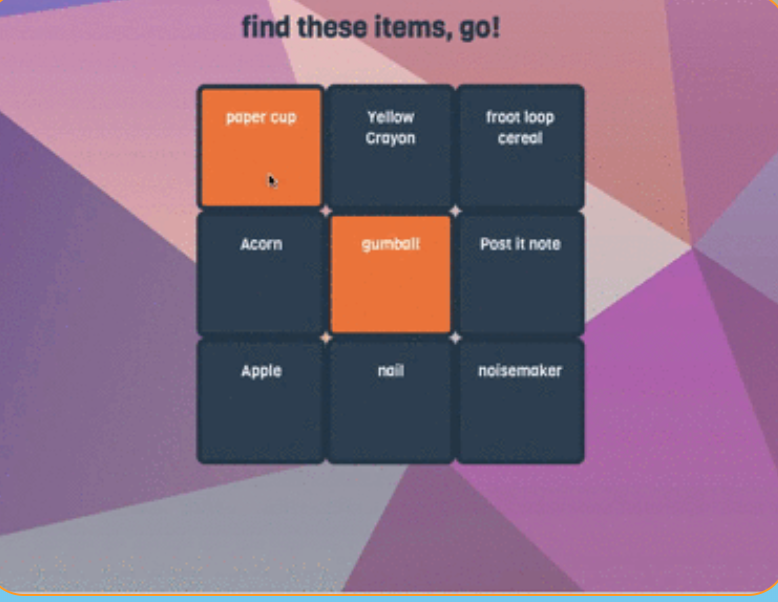 find these items, go!
paper cup
Yellow
Crayon
froot loop
cereal
Acorn
gumball
Post it note
Apple
nail
noisemaker